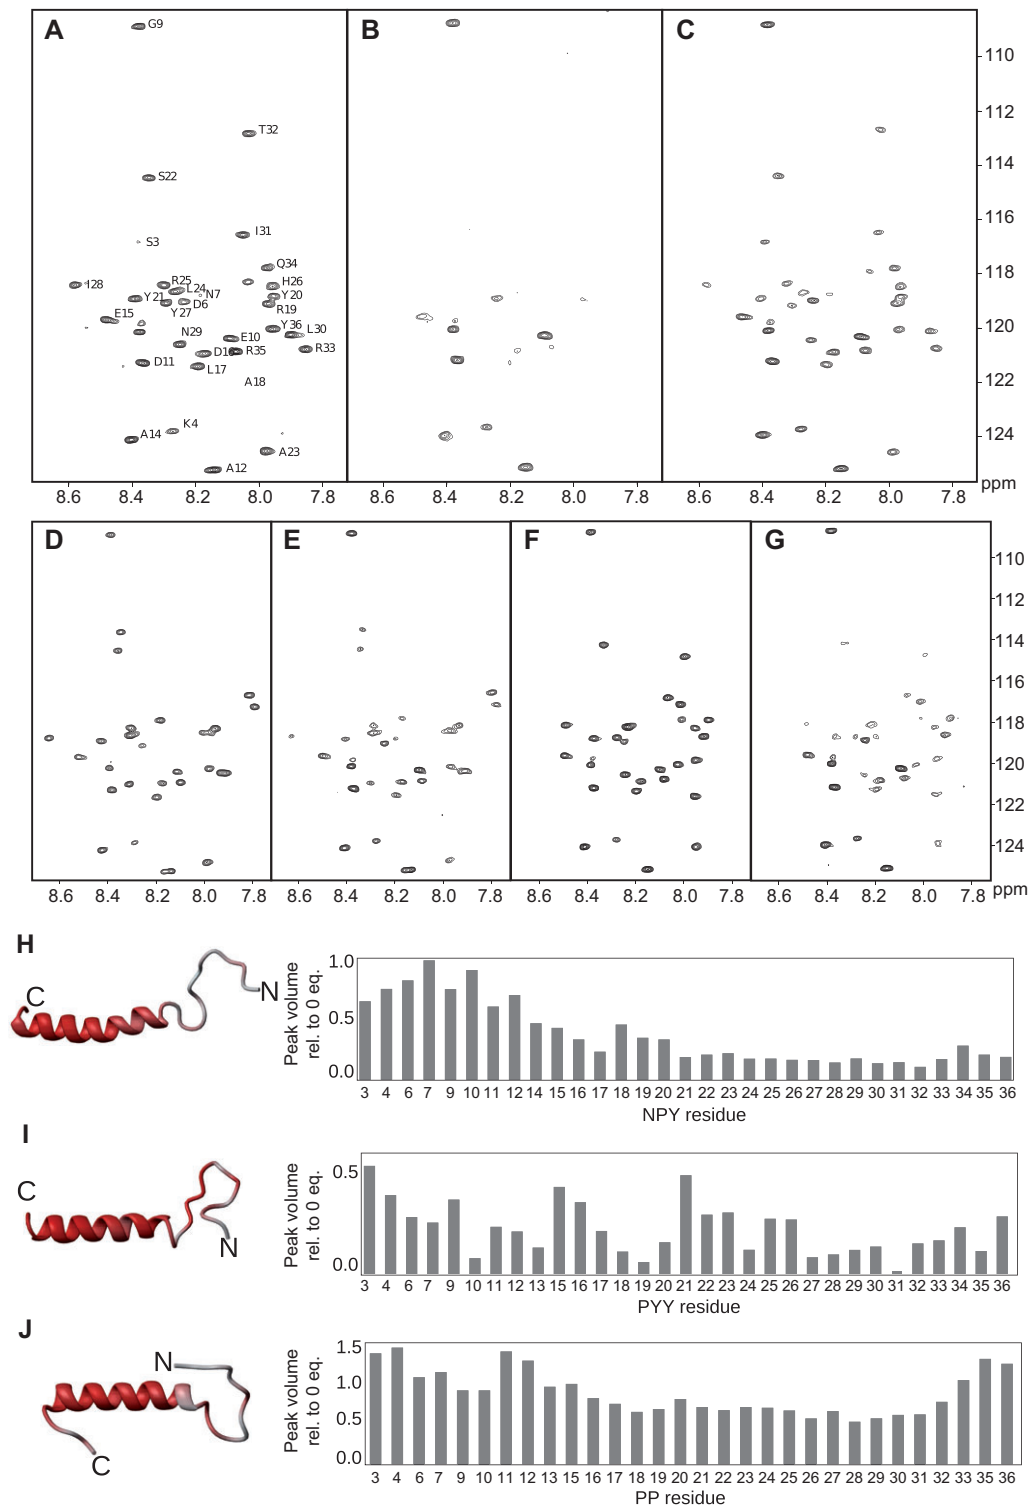 A
B
C
G9
T32
S22
I31
S3
Q34
I28
R25
L24
N7
H26
Y21
D6
Y20
Y27
R19
E15
N29
Y36
L30
E10
D16
R35
R33
D11
L17
A18
K4
A14
A23
A12
110
112
114
116
118
120
122
124
ppm
8.6 8.4 8.2 8.0 7.8
8.6 8.4 8.2 8.0 7.8
8.6 8.4 8.2 8.0 7.8
D
E
F
G
110
112
114
116
118
120
122
124
ppm
8.6 8.4 8.2 8.0 7.8
8.6 8.4 8.2 8.0 7.8
8.6 8.4 8.2 8.0 7.8
8.6 8.4 8.2 8.0 7.8
H
C
N
Peak volume
rel. to 0 eq.
1.0
0.5
0.0
3 4 6 7 9 10 11 12 14 15 16 17 18 19 20 21 22 23 24 25 26 27 28 29 30 31 32 33 34 35 36
NPY residue
I
C
N
Peak volume
rel. to 0 eq.
0.5
0.0
3 4 6 7 9 10 11 12 13 15 16 17 18 19 20 21 22 23 24 25 26 27 28 29 30 31 32 33 34 35 36
PYY residue
J
N
C
Peak volume
rel. to 0 eq.
1.5
1.0
0.5
0.0
3 4 6 7 9 10 11 12 14 15 16 17 18 19 20 21 22 23 24 25 26 27 28 29 30 31 32 33 35 36
PP residue